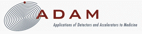 ADAM
Applications of Detectors and Accelerators to Medicine